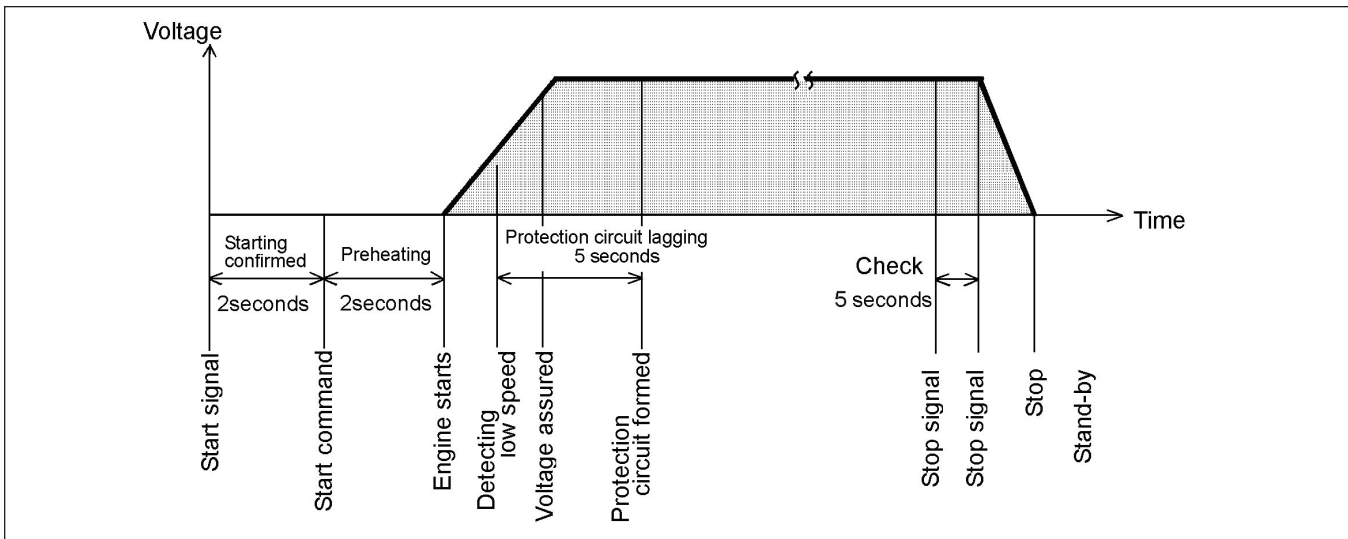 Voltage
Time
Starting
confirmed
2seconds
Preheating
2seconds
Protection circuit lagging
5 seconds
Check
5 seconds
Start signal
Start command
Engine starts
Detecting
low speed
Voltage assured
Protection
circuit formed
Stop signal
Stop signal
Stop
Stand-by